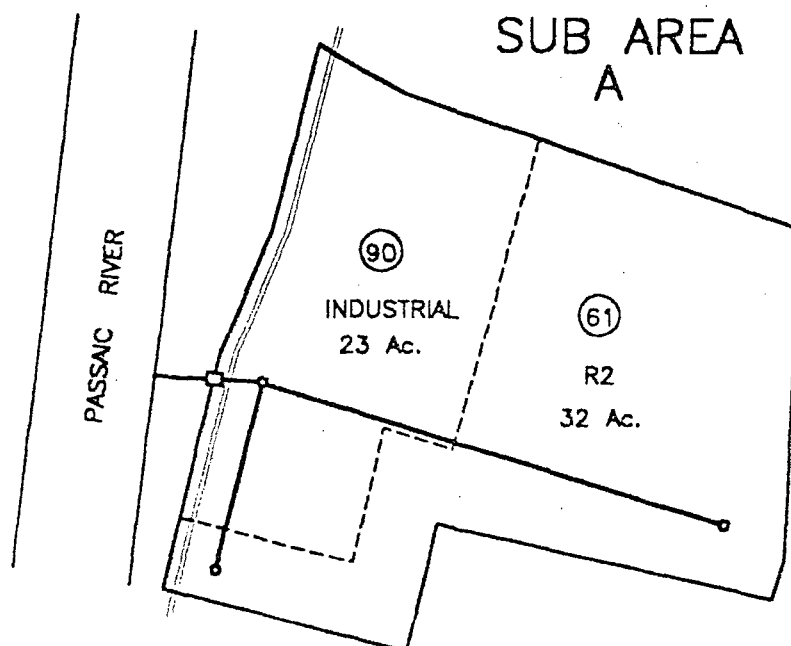 SUB AREA
A
PASSAIC RIVER
90
INDUSTRIAL
23 Ac.
61
R2
32 Ac.